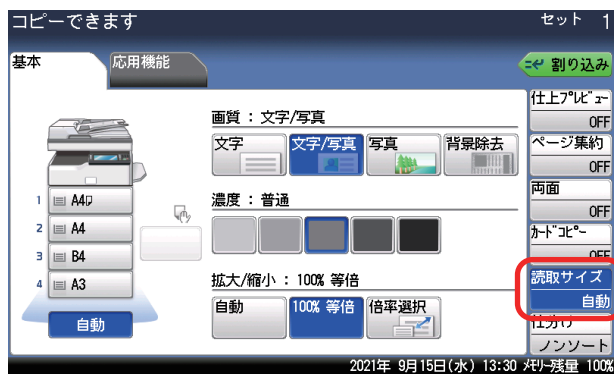 コピーできます
セット 1
基本
応用機能
割り込み
画質 : 文字/写真
文字
文字/写真
写真
背景除去
濃度 : 普通
拡大/縮小 : 100% 等倍
自動
100% 等倍
倍率選択
1 A4
2 A4
3 B4
4 A3
自動
仕上プレビュー
OFF
ページ集約
OFF
両面
OFF
カードコピー
OFF
読取サイズ
自動
仕分け
ノンソート
2021年 9月15日(水) 13:30 メモリー残量 100%